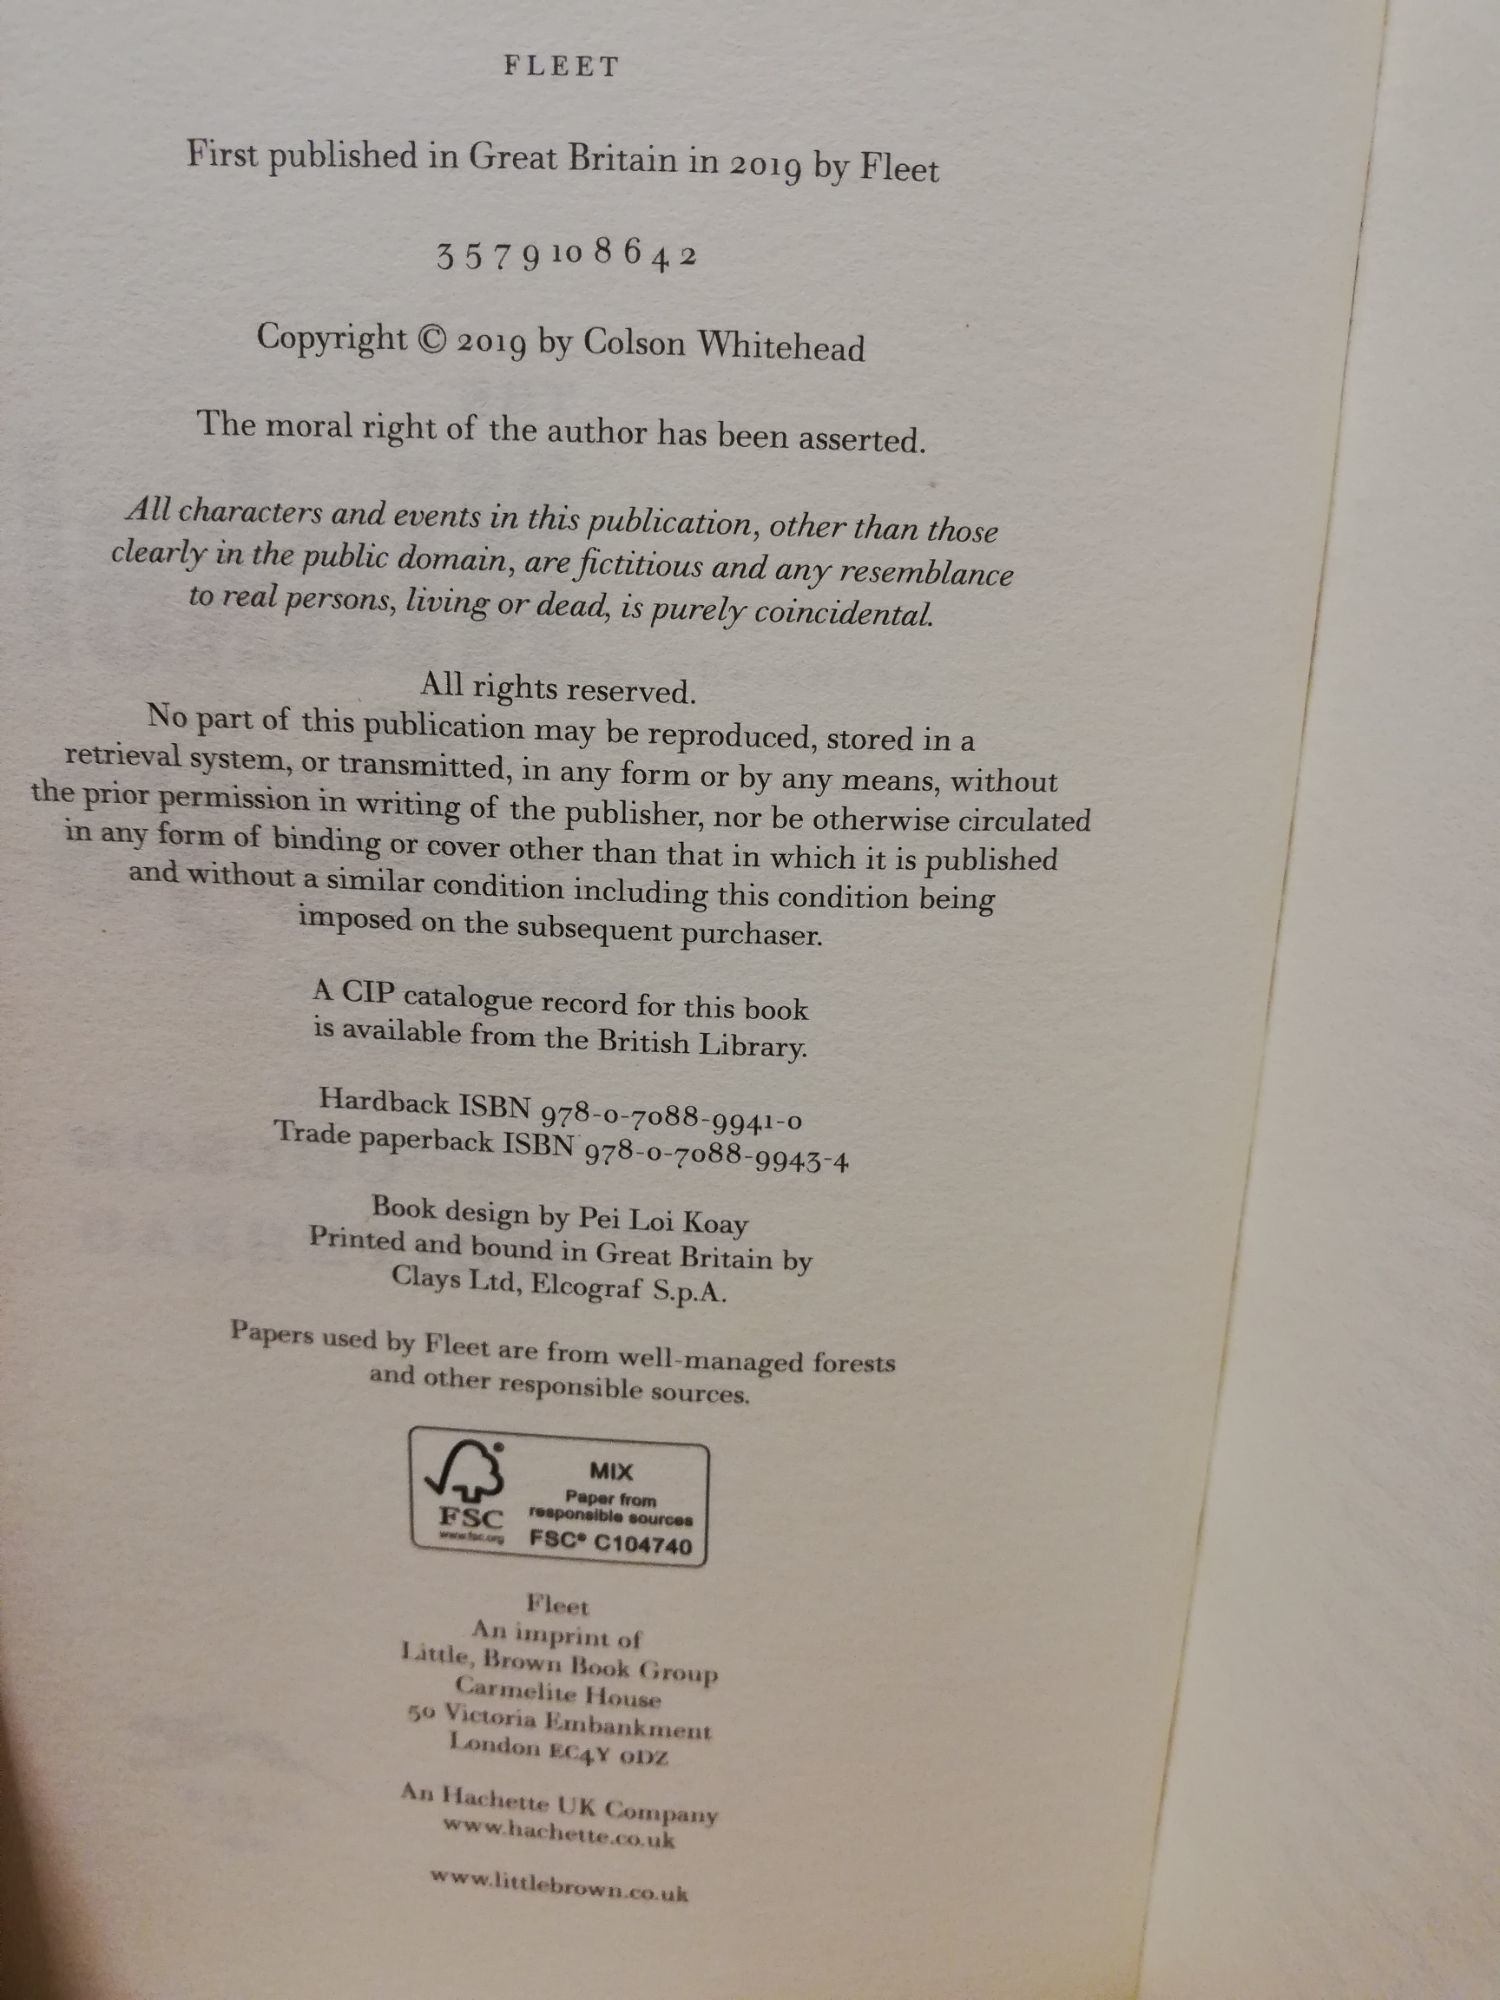 FLEET
First published in Great Britain in 2019 by Fleet
3 5 7 9 10 8 6 4 2
Copyright © 2019 by Colson Whitehead
The moral right of the author has been asserted.
All characters and events in this publication, other than those
clearly in the public domain, are fictitious and any resemblance
to real persons, living or dead, is purely coincidental.
All rights reserved.
No part of this publication may be reproduced, stored in a
retrieval system, or transmitted, in any form or by any means, without
the prior permission in writing of the publisher, nor be otherwise circulated
in any form of binding or cover other than that in which it is published
and without a similar condition including this condition being
imposed on the subsequent purchaser.
A CIP catalogue record for this book
is available from the British Library.
Hardback ISBN 978-0-7088-9941-0
Trade paperback ISBN 978-0-7088-9943-4
Book design by Pei Loi Koay
Printed and bound in Great Britain by
Clays Ltd, Elcograf S.p.A.
Papers used by Fleet are from well-managed forests
and other responsible sources.
MIX
Paper from
responsible sources
FSC® C104740
FSC
www.fsc.org
Fleet
An imprint of
Little, Brown Book Group
Carmelite House
50 Victoria Embankment
London EC4Y 0DZ
An Hachette UK Company
www.hachette.co.uk
www.littlebrown.co.uk